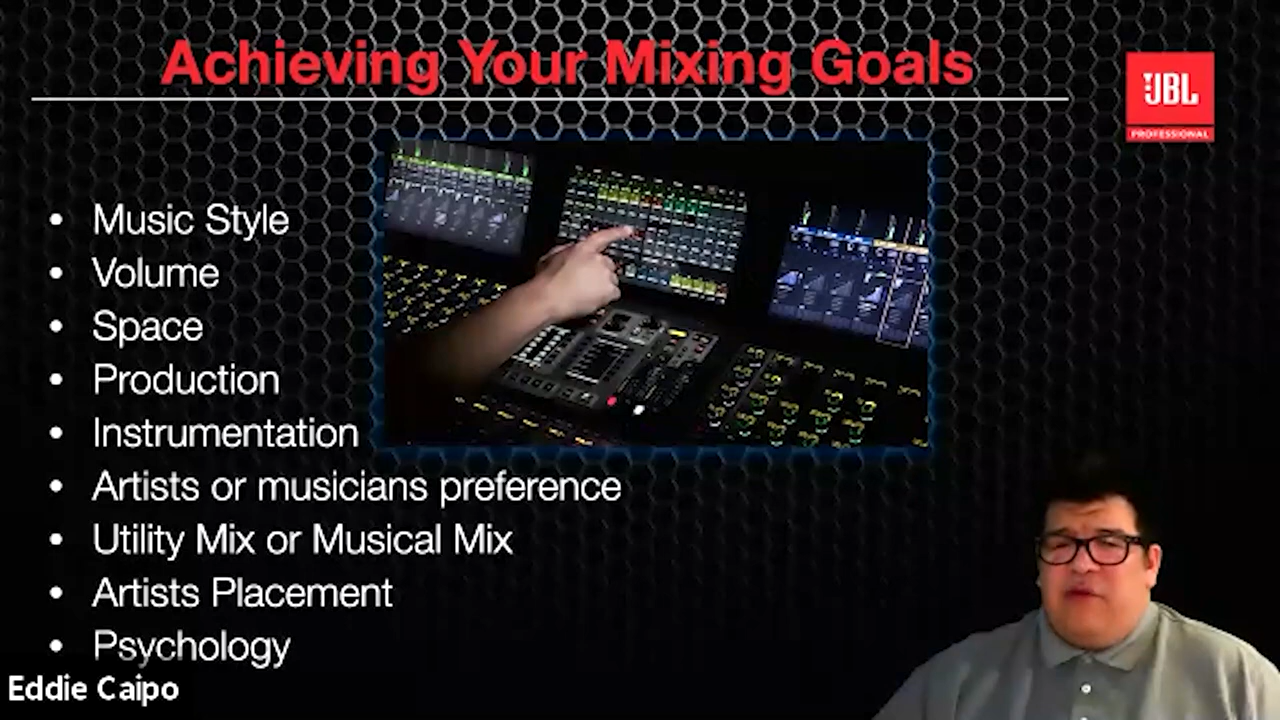 Achieving Your Mixing Goals
JBL
PROFESSIONAL
• Music Style
• Volume
• Space
• Production
• Instrumentation
• Artists or musicians preference
• Utility Mix or Musical Mix
• Artists Placement
• Psychology
Eddie Caipo